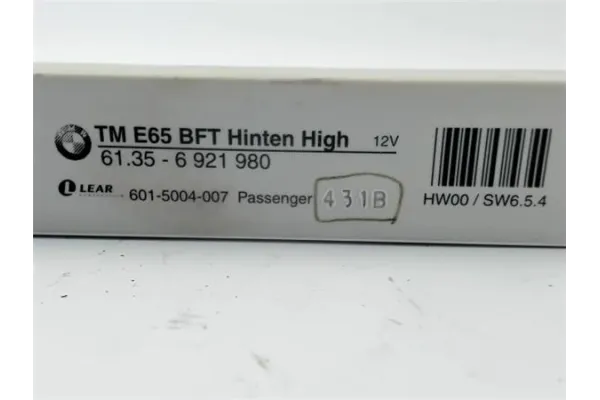 TM E65 BFT Hinten High 12V
61.35 - 6 921 980
LEAR 601-5004-007 Passenger 431B
HW00 / SW6.5.4